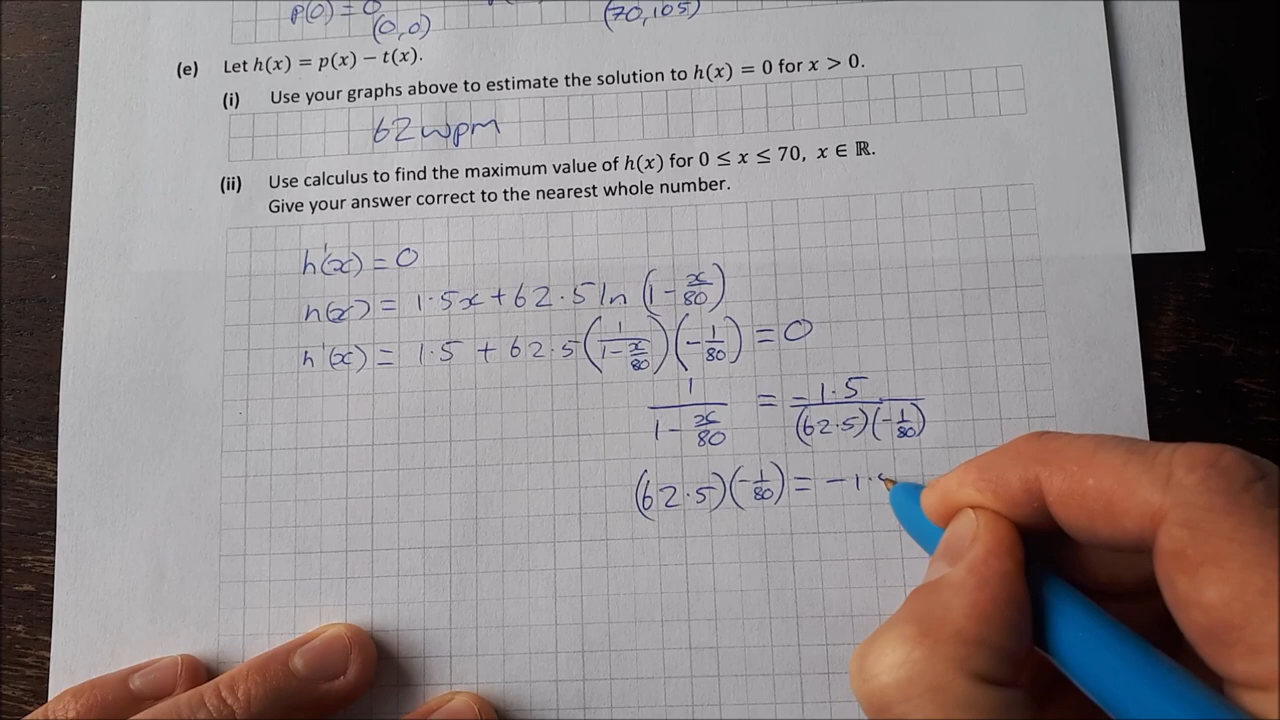 p(0) = 0
(0,0)
(70,105)
(e) Let h(x) = p(x) − t(x).
(i) Use your graphs above to estimate the solution to h(x) = 0 for x > 0.
62wpm
(ii) Use calculus to find the maximum value of h(x) for 0 ≤ x ≤ 70, x ∈ ℝ.
Give your answer correct to the nearest whole number.
h'(x) = 0
h(x) = 1·5x + 62·5 ln (1 − x/80)
h'(x) = 1·5 + 62·5 (1/(1 − x/80)) (−1/80) = 0
1/(1 − x/80) = −1·5/((62·5)(−1/80))
(62·5)(−1/80) = −1·